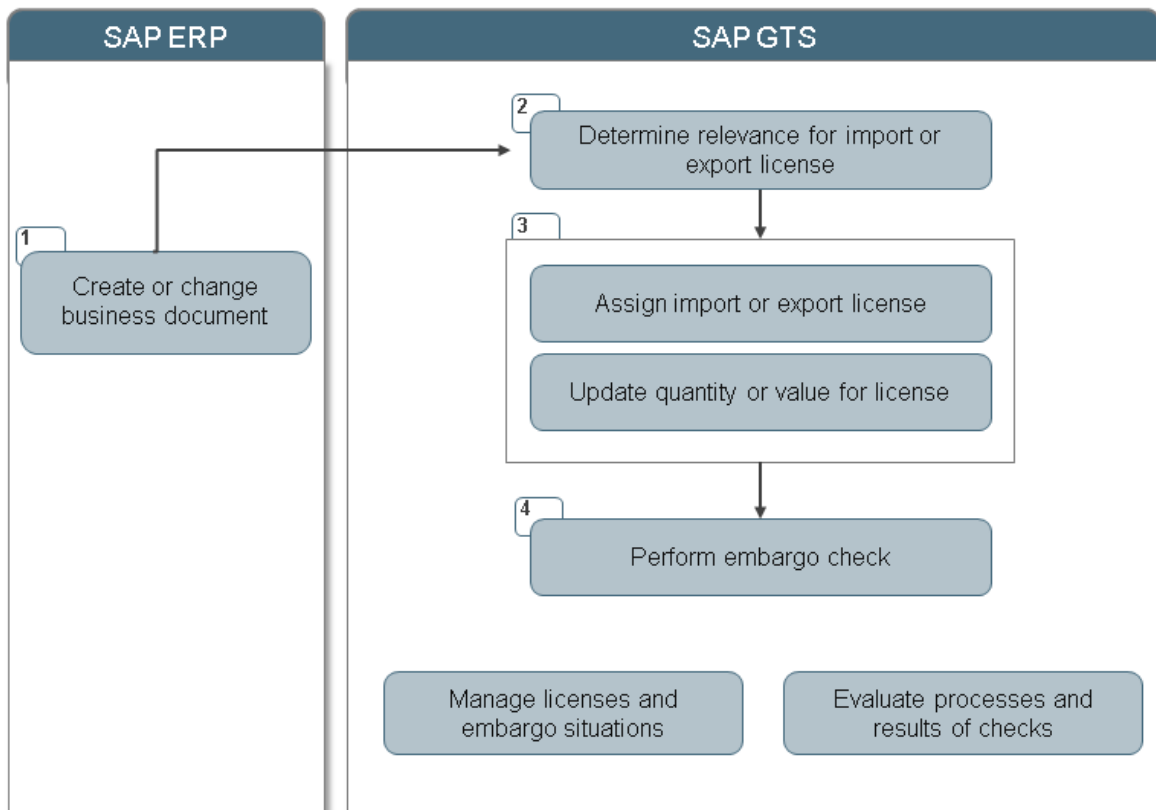 SAP ERP
SAP GTS
1
Create or change
business document
2
Determine relevance for import or
export license
3
Assign import or export license
Update quantity or value for license
4
Perform embargo check
Manage licenses and
embargo situations
Evaluate processes and
results of checks